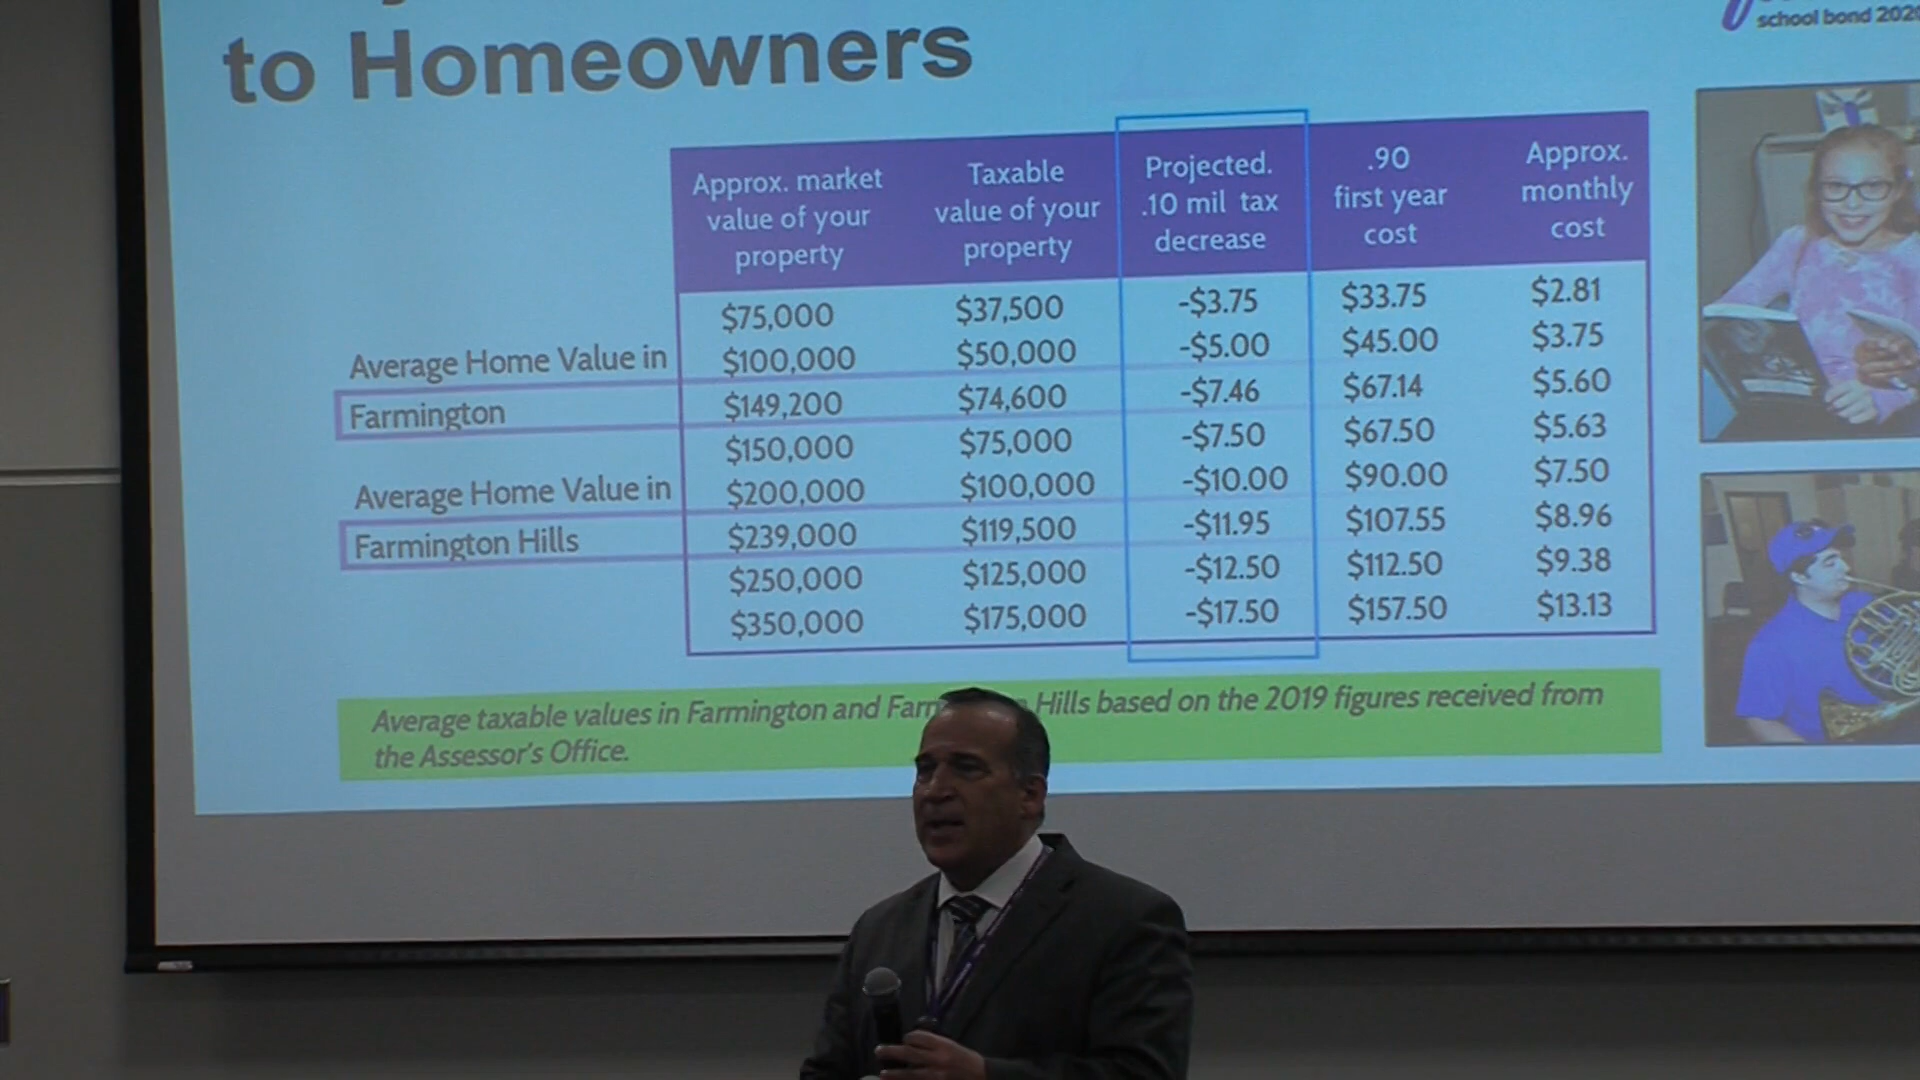 to Homeowners
school bond 2020
Approx. market
value of your
property
Taxable
value of your
property
Projected.
.10 mil tax
decrease
.90
first year
cost
Approx.
monthly
cost
$75,000 $37,500 -$3.75 $33.75 $2.81
Average Home Value in $100,000 $50,000 -$5.00 $45.00 $3.75
Farmington $149,200 $74,600 -$7.46 $67.14 $5.60
$150,000 $75,000 -$7.50 $67.50 $5.63
Average Home Value in $200,000 $100,000 -$10.00 $90.00 $7.50
Farmington Hills $239,000 $119,500 -$11.95 $107.55 $8.96
$250,000 $125,000 -$12.50 $112.50 $9.38
$350,000 $175,000 -$17.50 $157.50 $13.13
Average taxable values in Farmington and Farm Hills based on the 2019 figures received from
the Assessor's Office.